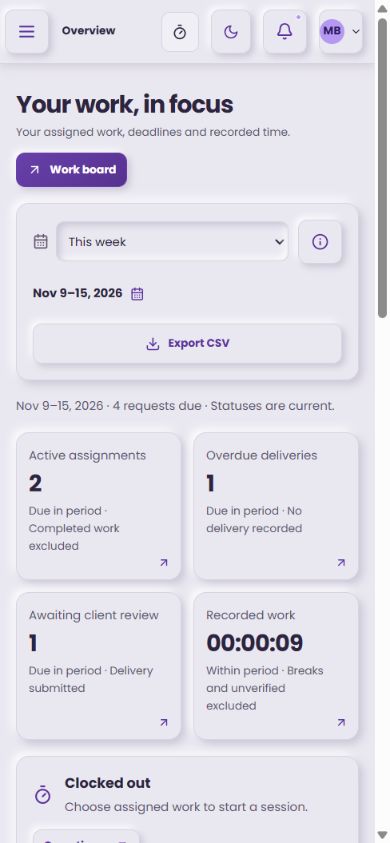 Overview
MB
Your work, in focus
Your assigned work, deadlines and recorded time.
Work board
This week
Nov 9–15, 2026
Export CSV
Nov 9–15, 2026 · 4 requests due · Statuses are current.
Active assignments
2
Due in period ·
Completed work
excluded
Overdue deliveries
1
Due in period · No
delivery recorded
Awaiting client review
1
Due in period · Delivery
submitted
Recorded work
00:00:09
Within period · Breaks
and unverified
excluded
Clocked out
Choose assigned work to start a session.